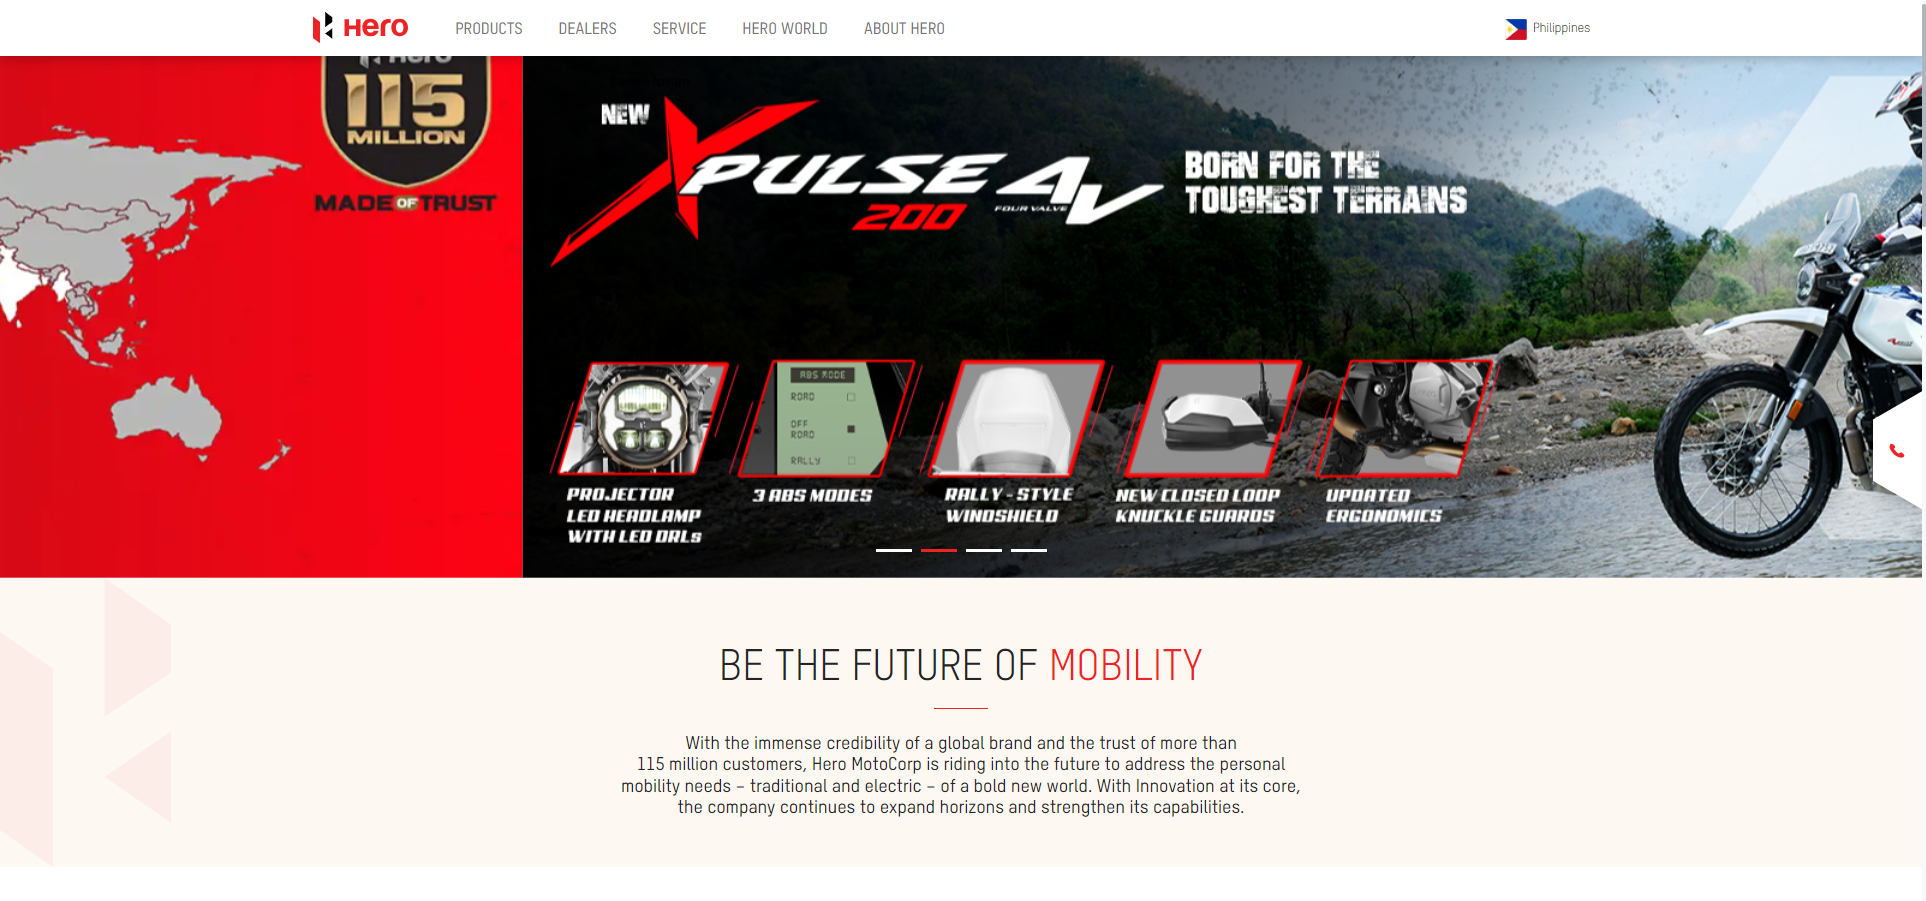 Hero
PRODUCTS
DEALERS
SERVICE
HERO WORLD
ABOUT HERO
Philippines
Hero
115
MILLION
MADE OF TRUST
NEW
XPULSE 4V
200
FOUR VALVE
BORN FOR THE
TOUGHEST TERRAINS
ABS MODE
ROAD
OFF
ROAD
RALLY
PROJECTOR
LED HEADLAMP
WITH LED DRLs
3 ABS MODES
RALLY - STYLE
WINDSHIELD
NEW CLOSED LOOP
KNUCKLE GUARDS
UPDATED
ERGONOMICS
BE THE FUTURE OF MOBILITY
With the immense credibility of a global brand and the trust of more than
115 million customers, Hero MotoCorp is riding into the future to address the personal
mobility needs – traditional and electric – of a bold new world. With Innovation at its core,
the company continues to expand horizons and strengthen its capabilities.